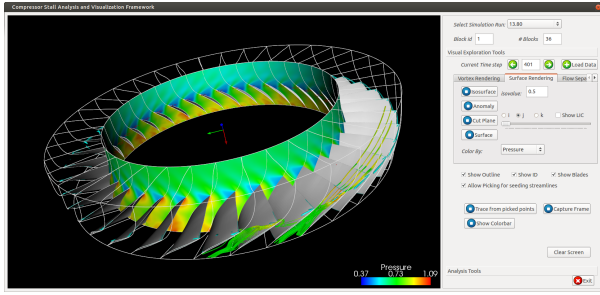 Compressor Stall Analysis and Visualization Framework
Select Simulation Run: 13.80
Block Id 1 # Blocks 36
Visual Exploration Tools
Current Time step 401 Load Data
Vortex Rendering Surface Rendering Flow Sepa
Isosurface Isovalue: 0.5
Anomaly
Cut Plane i j k Show LIC
Surface
Color By: Pressure
Show Outline Show ID Show Blades
Allow Picking for seeding streamlines
Trace From picked points Capture Frame
Show Colorbar
Clear Screen
Analysis Tools
Exit
Pressure
0.37 0.73 1.09